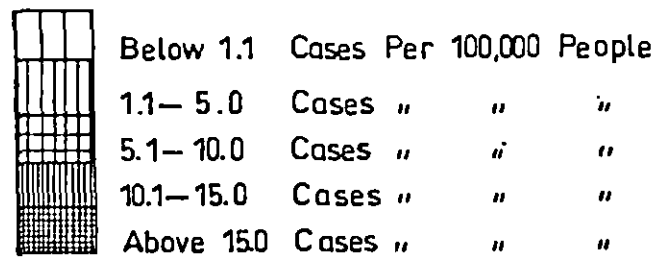 Below 1.1 Cases Per 100,000 People
1.1— 5.0 Cases " " "
5.1— 10.0 Cases " " "
10.1—15.0 Cases " " "
Above 15.0 Cases " " "